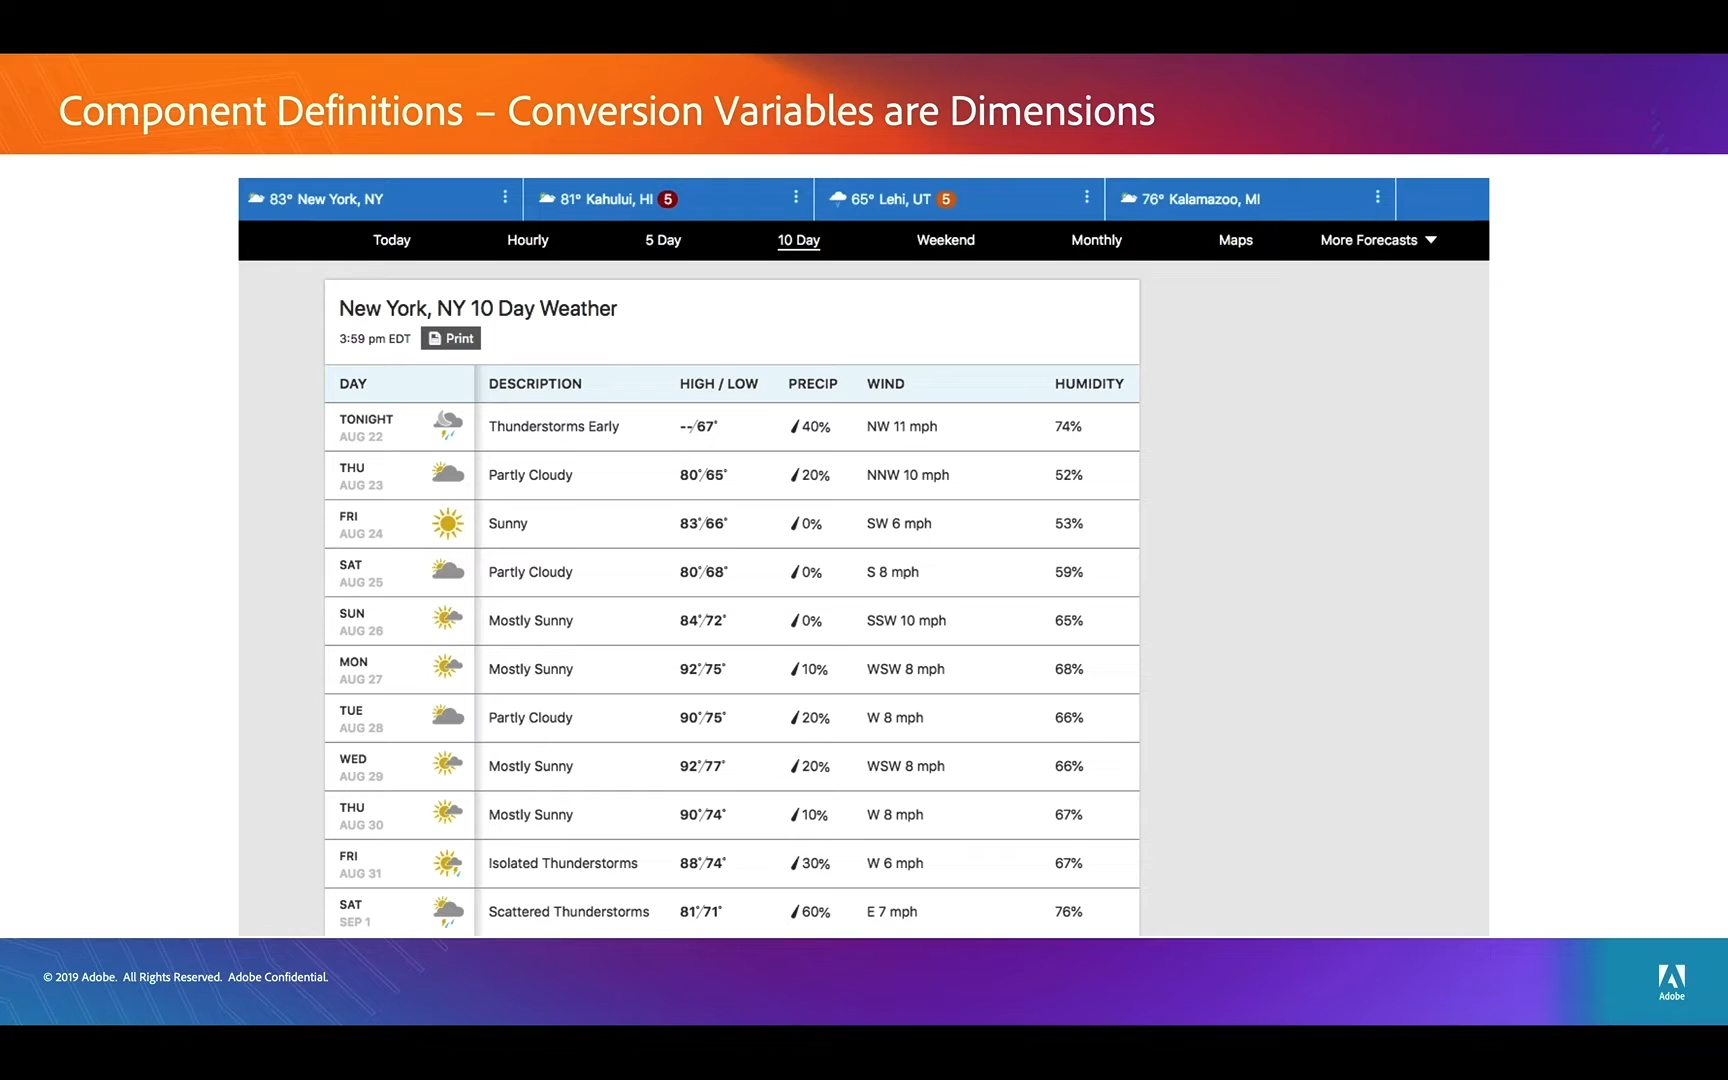 Component Definitions – Conversion Variables are Dimensions
83° New York, NY 81° Kahului, HI 5 65° Lehi, UT 5 76° Kalamazoo, MI
Today Hourly 5 Day 10 Day Weekend Monthly Maps More Forecasts
New York, NY 10 Day Weather
3:59 pm EDT Print
DAY DESCRIPTION HIGH / LOW PRECIP WIND HUMIDITY
TONIGHT
AUG 22 Thunderstorms Early --/67° 40% NW 11 mph 74%
THU
AUG 23 Partly Cloudy 80°/65° 20% NNW 10 mph 52%
FRI
AUG 24 Sunny 83°/66° 0% SW 6 mph 53%
SAT
AUG 25 Partly Cloudy 80°/68° 0% S 8 mph 59%
SUN
AUG 26 Mostly Sunny 84°/72° 0% SSW 10 mph 65%
MON
AUG 27 Mostly Sunny 92°/75° 10% WSW 8 mph 68%
TUE
AUG 28 Partly Cloudy 90°/75° 20% W 8 mph 66%
WED
AUG 29 Mostly Sunny 92°/77° 20% WSW 8 mph 66%
THU
AUG 30 Mostly Sunny 90°/74° 10% W 8 mph 67%
FRI
AUG 31 Isolated Thunderstorms 88°/74° 30% W 6 mph 67%
SAT
SEP 1 Scattered Thunderstorms 81°/71° 60% E 7 mph 76%
© 2019 Adobe. All Rights Reserved. Adobe Confidential.
Adobe